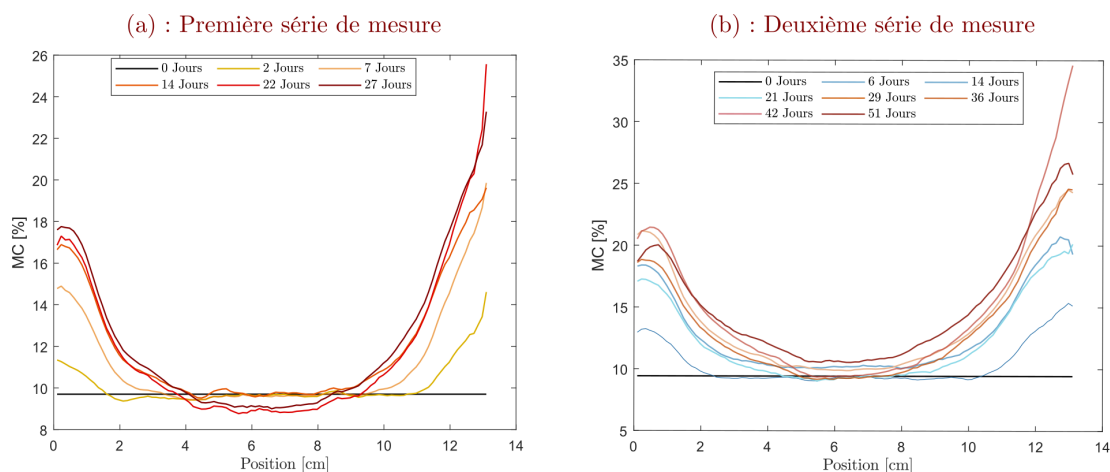 (a) : Première série de mesure
26
24
22
20
18
16
14
12
10
8
0 2 4 6 8 10 12 14
MC [%]
Position [cm]
0 Jours 2 Jours 7 Jours
14 Jours 22 Jours 27 Jours
(b) : Deuxième série de mesure
35
30
25
20
15
10
5
0 2 4 6 8 10 12 14
MC [%]
Position [cm]
0 Jours 6 Jours 14 Jours
21 Jours 29 Jours 36 Jours
42 Jours 51 Jours